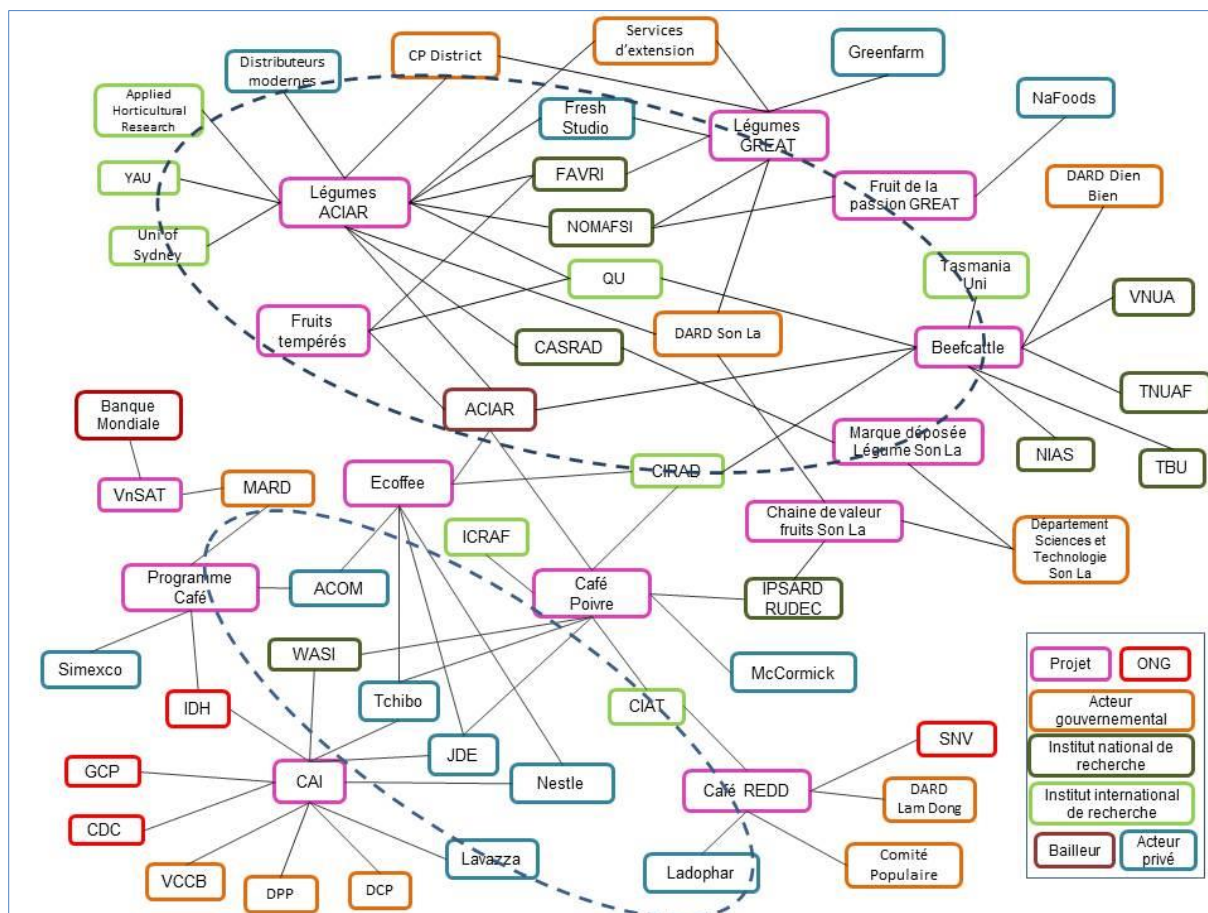 Services
d'extension
CP District
Distributeurs
modernes
Greenfarm
Applied
Horticultural
Research
Fresh
Studio
NaFoods
Légumes
GREAT
FAVRI
YAU
Légumes
ACIAR
Fruit de la
passion GREAT
DARD Dien
Bien
NOMAFSI
Uni of
Sydney
QU
Tasmania
Uni
VNUA
Fruits
tempérés
CASRAD
DARD Son La
Beefcattle
TNUAF
ACIAR
Banque
Mondiale
Marque déposée
Légume Son La
NIAS
TBU
CIRAD
Ecoffee
VnSAT
MARD
Chaine de valeur
fruits Son La
ICRAF
Département
Sciences et
Technologie
Son La
Programme
Café
ACOM
Café
Poivre
IPSARD
RUDEC
WASI
Simexco
McCormick
Tchibo
IDH
CIAT
JDE
SNV
GCP
CAI
Nestle
Café REDD
DARD
Lam Dong
CDC
Lavazza
VCCB
DPP
DCP
Ladophar
Comité
Populaire
Projet
ONG
Acteur
gouvernemental
Institut national de
recherche
Institut international
de recherche
Bailleur
Acteur
privé